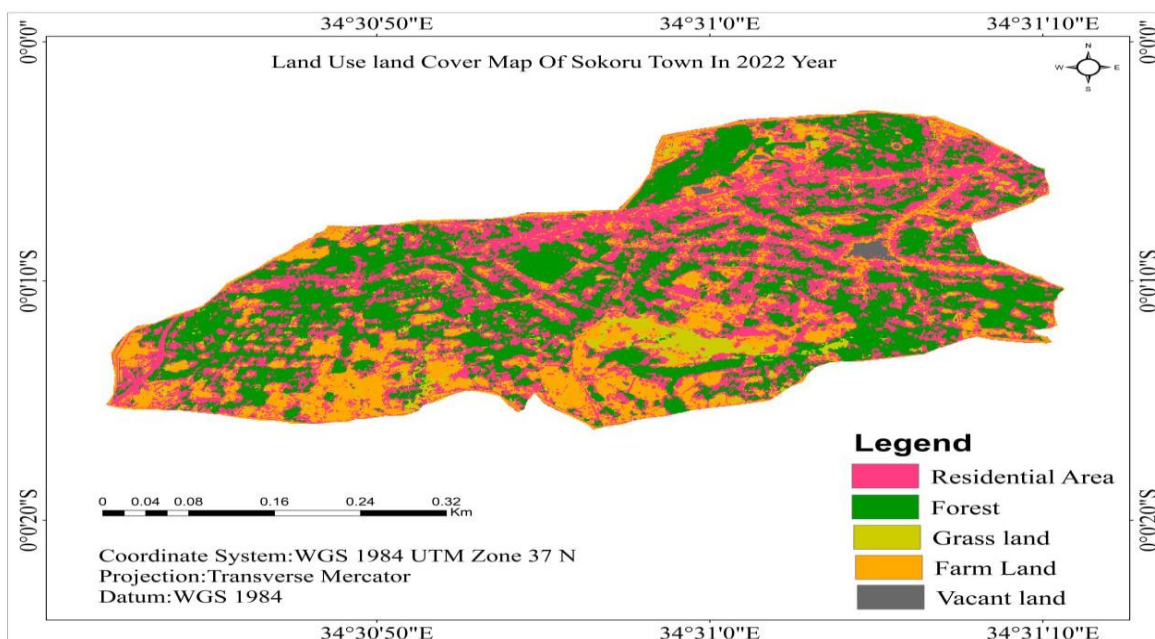 34°30'50"E 34°31'0"E 34°31'10"E
0°0'0" 0°0'0"
Land Use land Cover Map Of Sokoru Town In 2022 Year
N
W E
S
0°0'10"S 0°0'10"S
Legend
Residential Area
Forest
Grass land
Farm Land
Vacant land
0 0.04 0.08 0.16 0.24 0.32
Km
0°0'20"S 0°0'20"S
Coordinate System:WGS 1984 UTM Zone 37 N
Projection:Transverse Mercator
Datum:WGS 1984
34°30'50"E 34°31'0"E 34°31'10"E